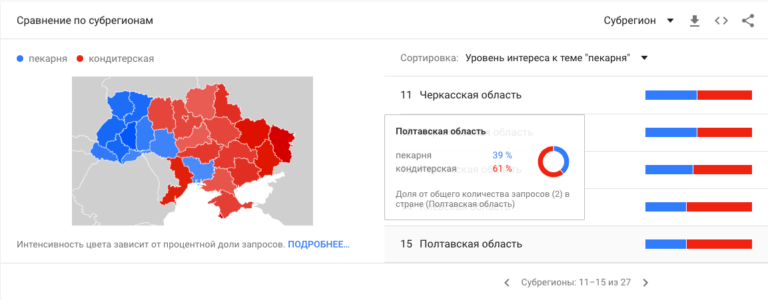 Сравнение по субрегионам
Субрегион
пекарня
кондитерская
Сортировка: Уровень интереса к теме "пекарня"
11 Черкасская область
Полтавская область
пекарня 39 %
кондитерская 61 %
Доля от общего количества запросов (2) в
стране (Полтавская область)
15 Полтавская область
Интенсивность цвета зависит от процентной доли запросов. ПОДРОБНЕЕ...
Субрегионы: 11–15 из 27